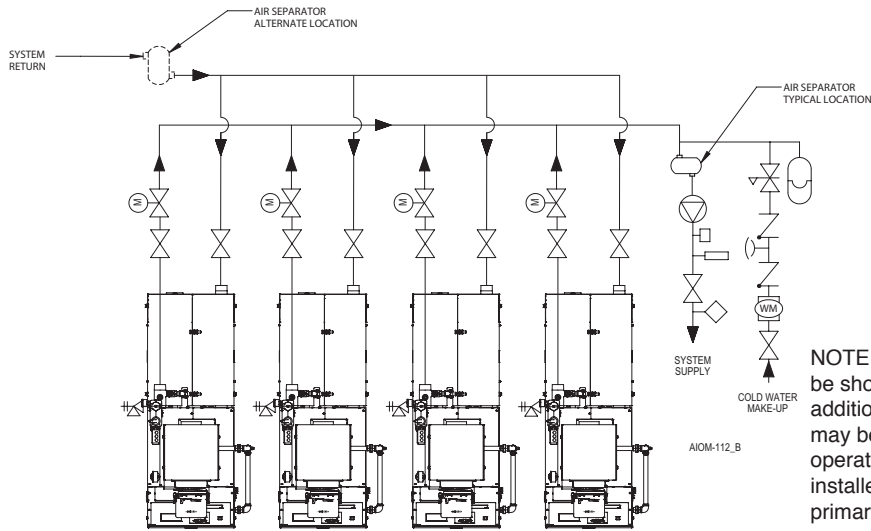 AIR SEPARATOR
ALTERNATE LOCATION
SYSTEM
RETURN
AIR SEPARATOR
TYPICAL LOCATION
M
M
M
M
WM
SYSTEM
SUPPLY
COLD WATER
MAKE-UP
AIOM-112_B
NOTE
be sho
additio
may be
operat
installe
primar